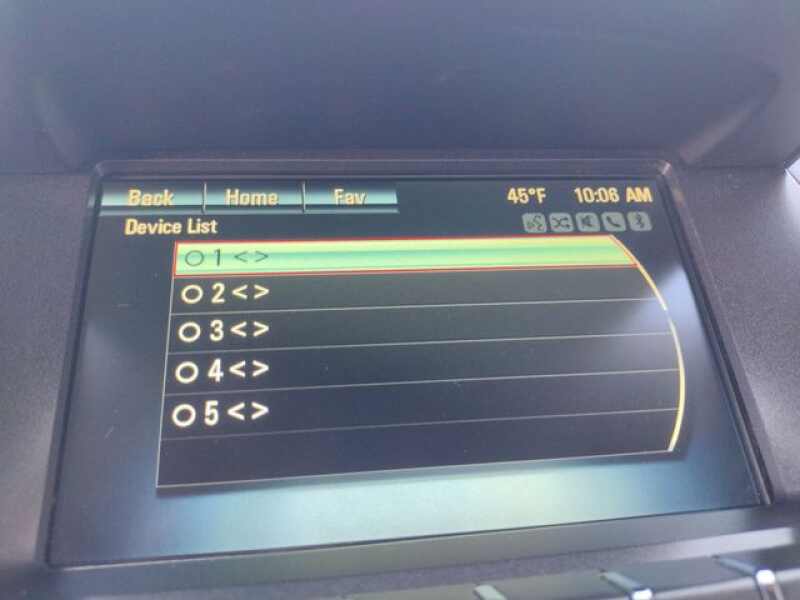 Back Home Fav 45°F 10:06 AM
Device List
1 < >
2 < >
3 < >
4 < >
5 < >